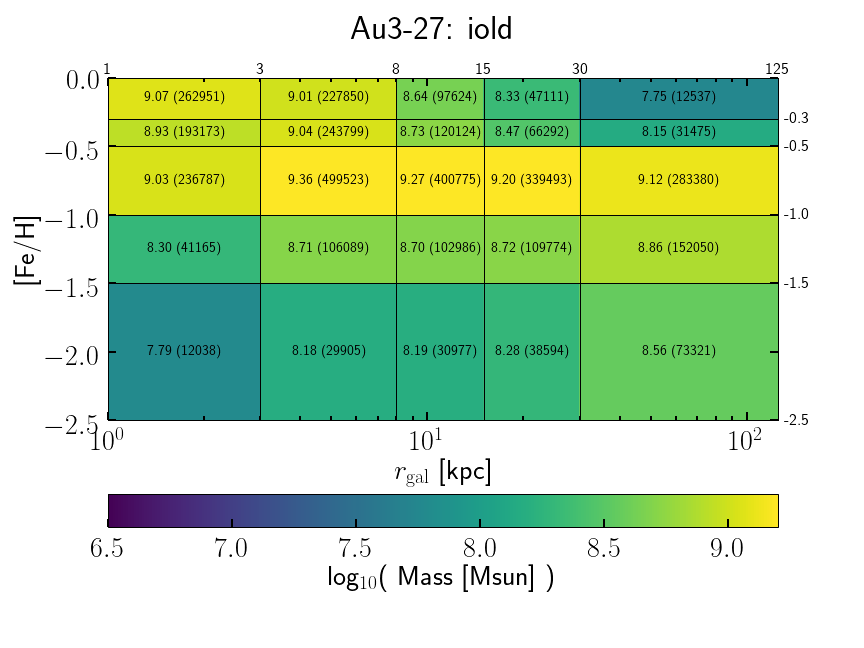 Au3-27: iold
1 3 8 15 30 125
0.0
9.07 (262951) 9.01 (227850) 8.64 (97624) 8.33 (47111) 7.75 (12537)
-0.3
8.93 (193173) 9.04 (243799) 8.73 (120124) 8.47 (66292) 8.15 (31475)
−0.5 -0.5
9.03 (236787) 9.36 (499523) 9.27 (400775) 9.20 (339493) 9.12 (283380)
−1.0 -1.0
[Fe/H]
8.30 (41165) 8.71 (106089) 8.70 (102986) 8.72 (109774) 8.86 (152050)
−1.5 -1.5
−2.0 7.79 (12038) 8.18 (29905) 8.19 (30977) 8.28 (38594) 8.56 (73321)
−2.5 -2.5
10⁰ 10¹ 10²
r_gal [kpc]
6.5 7.0 7.5 8.0 8.5 9.0
log₁₀( Mass [Msun] )